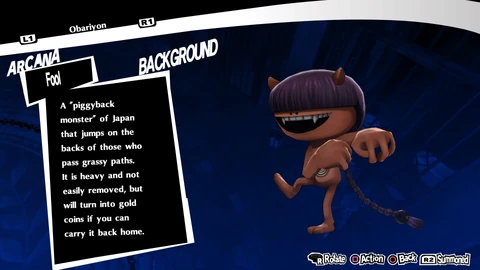 L1
Obariyon
R1
ARCANA
Fool
BACKGROUND
A "piggyback
monster" of Japan
that jumps on the
backs of those who
pass grassy paths.
It is heavy and not
easily removed, but
will turn into gold
coins if you can
carry it back home.
R Rotate Action Back L2 Summoned